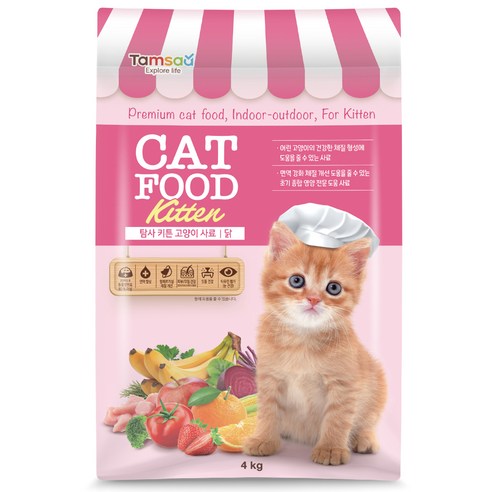 Tamsaa
Explore life
Premium cat food, Indoor-outdoor, For Kitten
CAT
FOOD
Kitten
탐사 키튼 고양이 사료 | 닭
• 어린 고양이의 건강한 체질 형성에
도움을 줄 수 있는 사료
• 면역 강화 체질 개선 도움을 줄 수 있는
초기 종합 영양 전문 도움 사료
4 kg